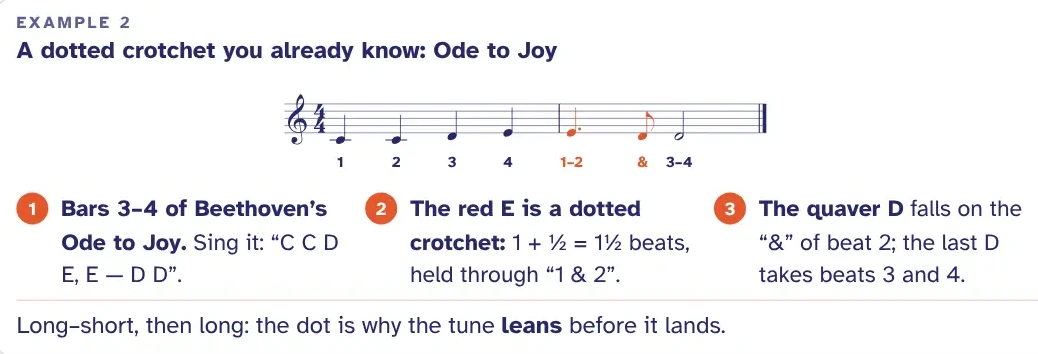 EXAMPLE 2
A dotted crotchet you already know: Ode to Joy
4
4
1 2 3 4 1–2 & 3–4
1 Bars 3–4 of Beethoven's
Ode to Joy. Sing it: “C C D
E, E — D D”.
2 The red E is a dotted
crotchet: 1 + ½ = 1½ beats,
held through “1 & 2”.
3 The quaver D falls on the
“&” of beat 2; the last D
takes beats 3 and 4.
Long–short, then long: the dot is why the tune leans before it lands.